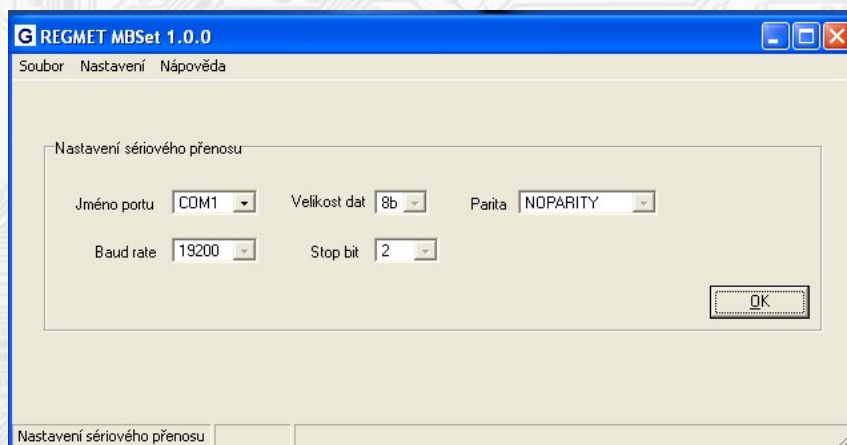 G REGMET MBSet 1.0.0
Soubor Nastavení Nápověda
Nastavení sériového přenosu
Jméno portu COM1 Velikost dat 8b Parita NOPARITY
Baud rate 19200 Stop bit 2
OK
Nastavení sériového přenosu